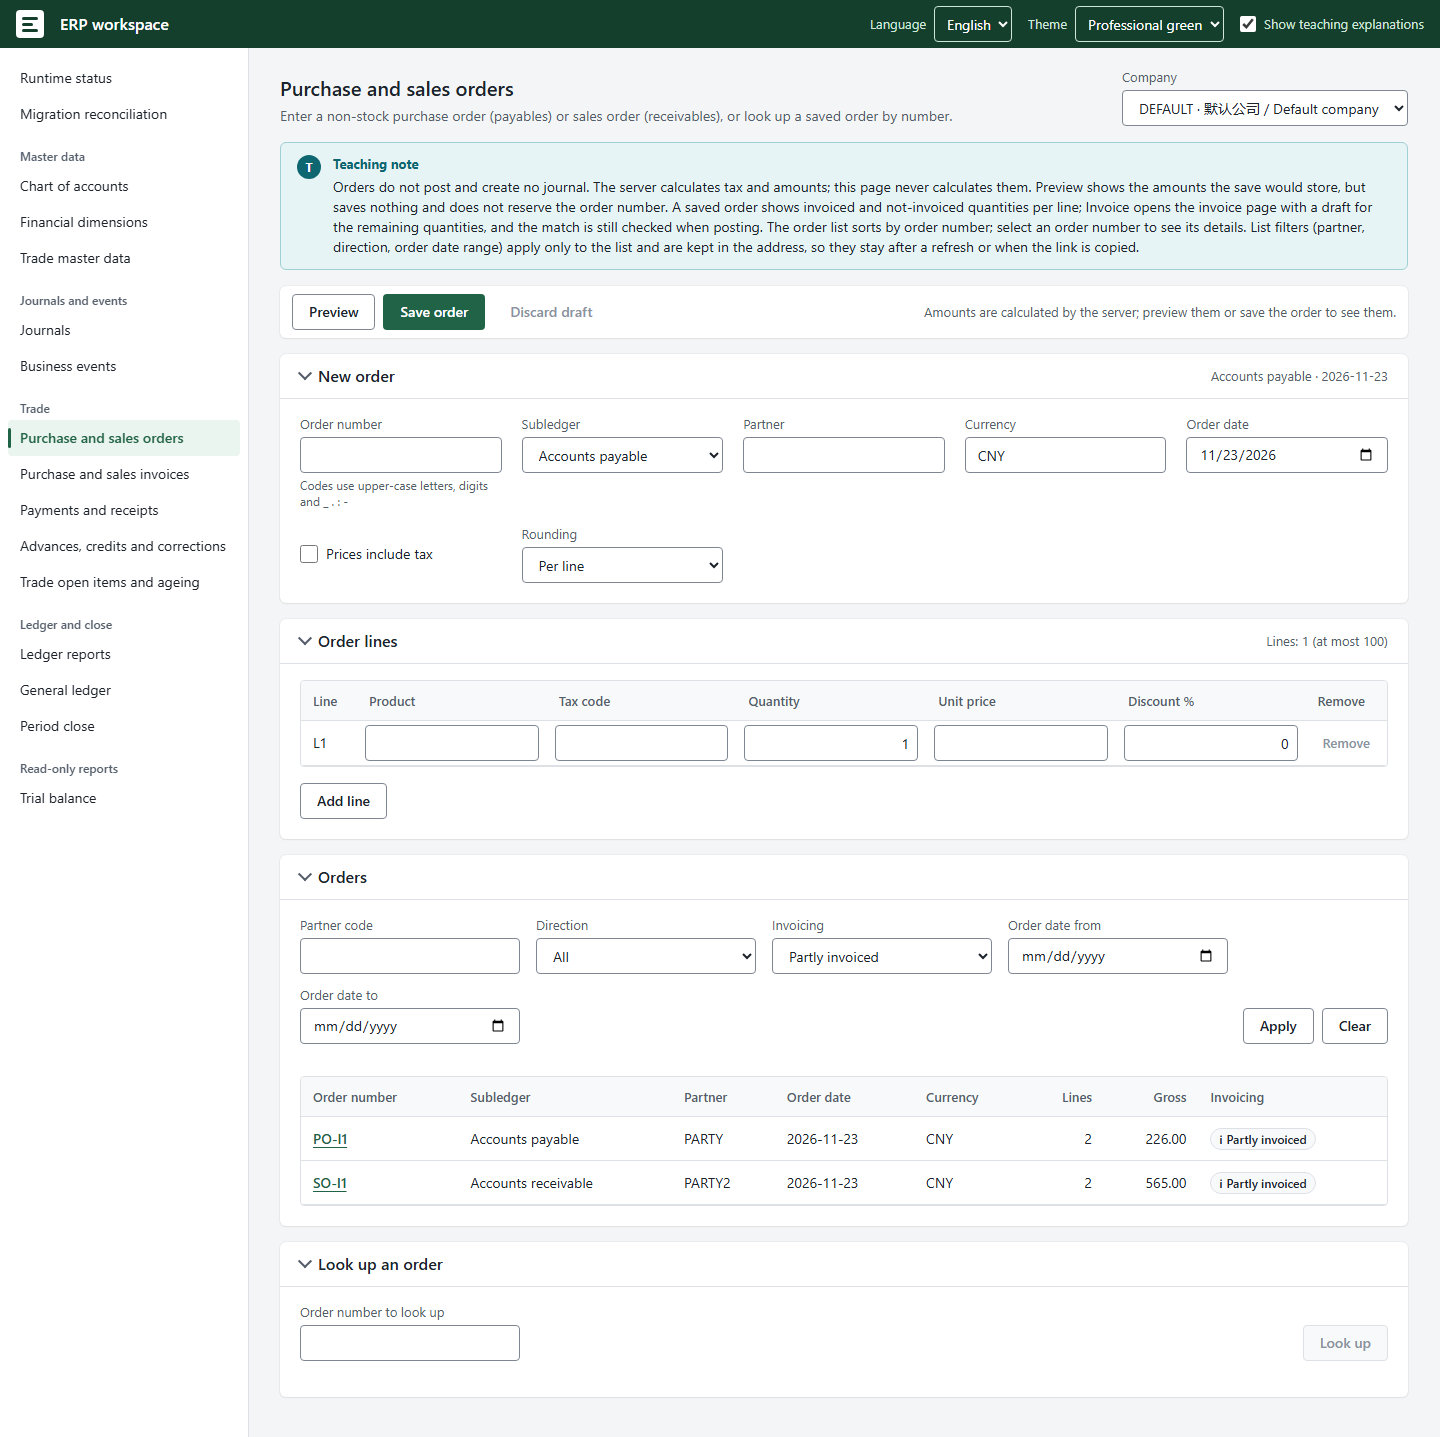 ERP workspace
Language English Theme Professional green Show teaching explanations
Runtime status
Migration reconciliation
Master data
Chart of accounts
Financial dimensions
Trade master data
Journals and events
Journals
Business events
Trade
Purchase and sales orders
Purchase and sales invoices
Payments and receipts
Advances, credits and corrections
Trade open items and ageing
Ledger and close
Ledger reports
General ledger
Period close
Read-only reports
Trial balance
Purchase and sales orders
Enter a non-stock purchase order (payables) or sales order (receivables), or look up a saved order by number.
Company
DEFAULT · 默认公司 / Default company
T
Teaching note
Orders do not post and create no journal. The server calculates tax and amounts; this page never calculates them. Preview shows the amounts the save would store, but
saves nothing and does not reserve the order number. A saved order shows invoiced and not-invoiced quantities per line; Invoice opens the invoice page with a draft for
the remaining quantities, and the match is still checked when posting. The order list sorts by order number; select an order number to see its details. List filters (partner,
direction, order date range) apply only to the list and are kept in the address, so they stay after a refresh or when the link is copied.
Preview Save order Discard draft Amounts are calculated by the server; preview them or save the order to see them.
New order Accounts payable · 2026-11-23
Order number Subledger Partner Currency Order date
Accounts payable CNY 11/23/2026
Codes use upper-case letters, digits
and _ . : -
Prices include tax
Rounding
Per line
Order lines Lines: 1 (at most 100)
Line Product Tax code Quantity Unit price Discount % Remove
L1 1 0 Remove
Add line
Orders
Partner code Direction Invoicing Order date from
All Partly invoiced mm/dd/yyyy
Order date to
mm/dd/yyyy Apply Clear
Order number Subledger Partner Order date Currency Lines Gross Invoicing
PO-I1 Accounts payable PARTY 2026-11-23 CNY 2 226.00 i Partly invoiced
SO-I1 Accounts receivable PARTY2 2026-11-23 CNY 2 565.00 i Partly invoiced
Look up an order
Order number to look up
Look up